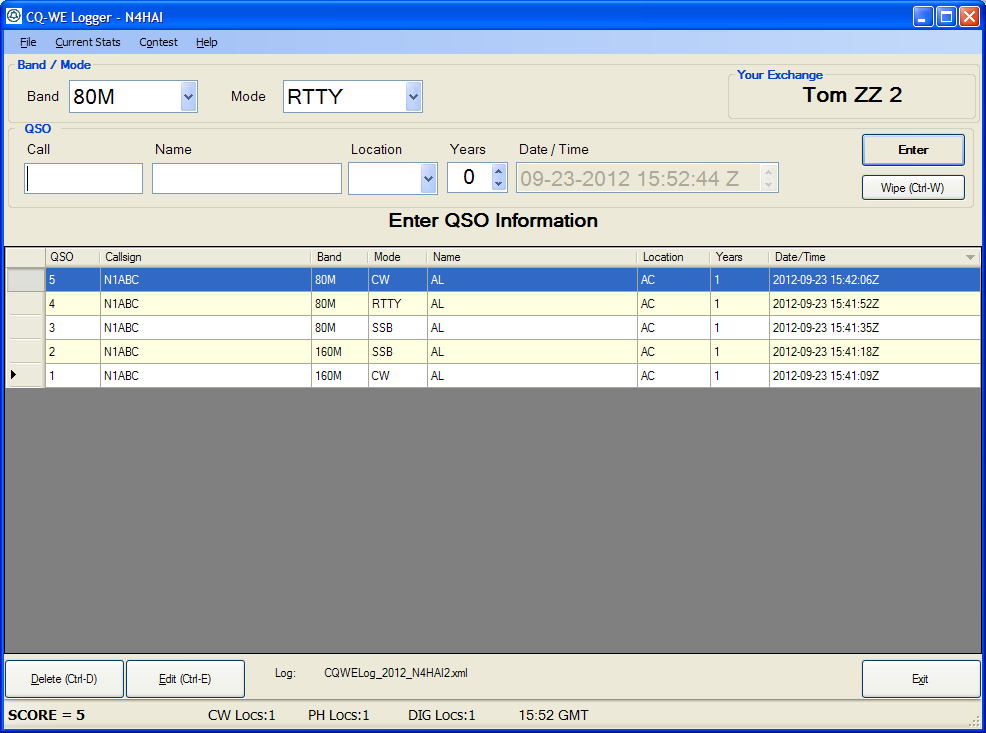 CQ-WE Logger - N4HAI
File Current Stats Contest Help
Band / Mode
Band 80M Mode RTTY
Your Exchange
Tom ZZ 2
QSO
Call Name Location Years Date / Time
0 09-23-2012 15:52:44 Z
Enter
Wipe (Ctrl-W)
Enter QSO Information
QSO Callsign Band Mode Name Location Years Date/Time
5 N1ABC 80M CW AL AC 1 2012-09-23 15:42:06Z
4 N1ABC 80M RTTY AL AC 1 2012-09-23 15:41:52Z
3 N1ABC 80M SSB AL AC 1 2012-09-23 15:41:35Z
2 N1ABC 160M SSB AL AC 1 2012-09-23 15:41:18Z
1 N1ABC 160M CW AL AC 1 2012-09-23 15:41:09Z
Delete (Ctrl-D) Edit (Ctrl-E) Log: CQWELog_2012_N4HAI2.xml Exit
SCORE = 5 CW Locs:1 PH Locs:1 DIG Locs:1 15:52 GMT